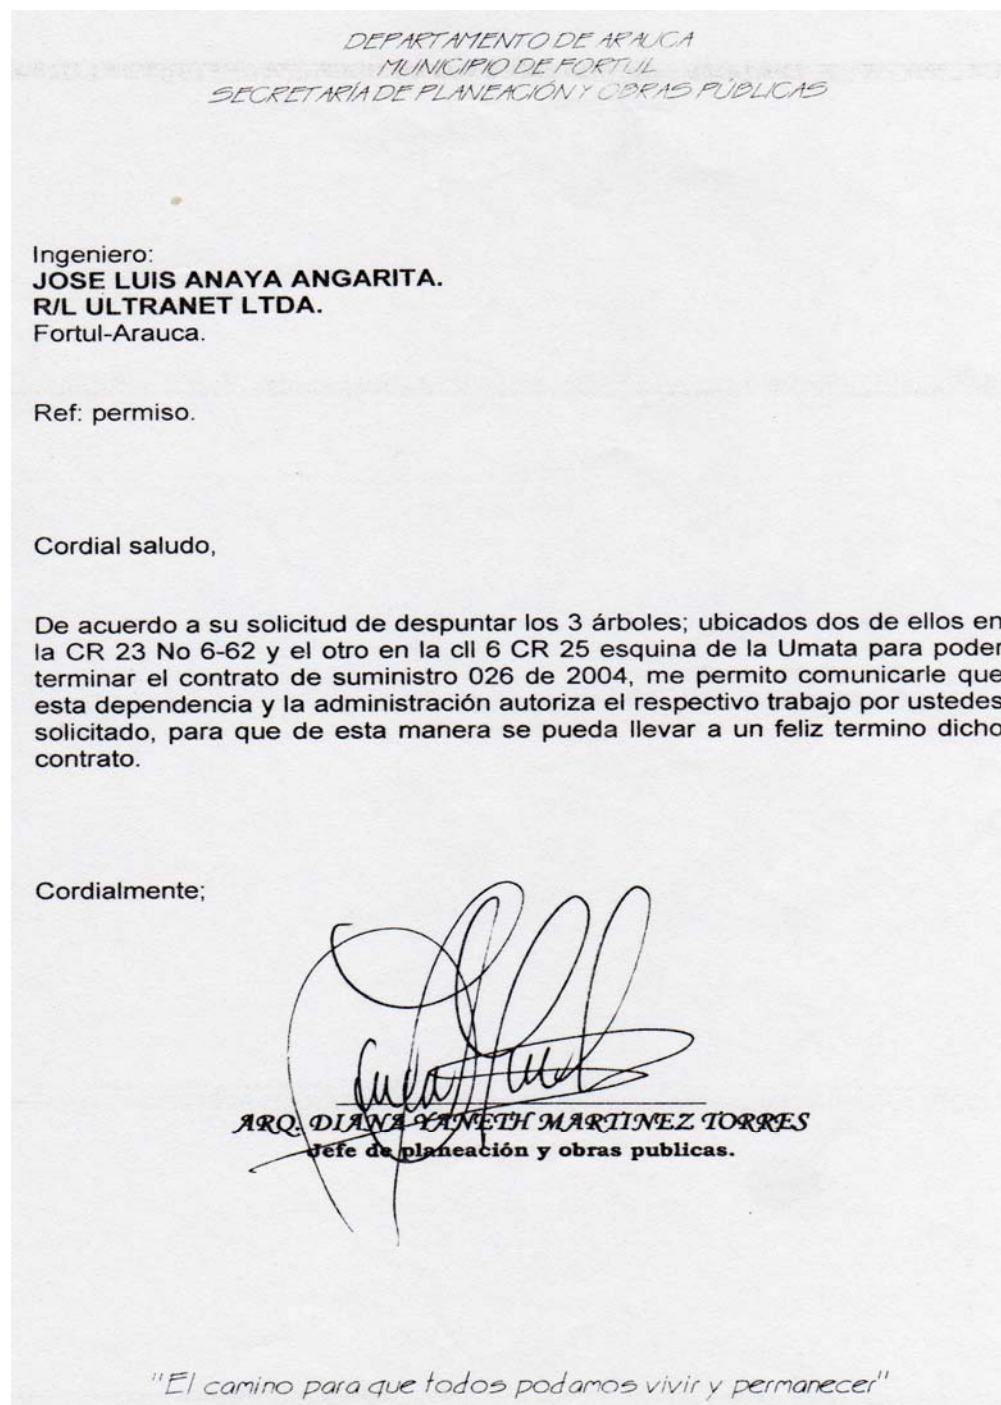 DEPARTAMENTO DE ARAUCA
MUNICIPIO DE FORTUL
SECRETARÍA DE PLANEACIÓN Y OBRAS PÚBLICAS
Ingeniero:
JOSE LUIS ANAYA ANGARITA.
R/L ULTRANET LTDA.
Fortul-Arauca.
Ref: permiso.
Cordial saludo,
De acuerdo a su solicitud de despuntar los 3 árboles; ubicados dos de ellos en
la CR 23 No 6-62 y el otro en la cll 6 CR 25 esquina de la Umata para poder
terminar el contrato de suministro 026 de 2004, me permito comunicarle que
esta dependencia y la administración autoriza el respectivo trabajo por ustedes
solicitado, para que de esta manera se pueda llevar a un feliz termino dicho
contrato.
Cordialmente;
ARQ. DIANA YANETH MARTINEZ TORRES
Jefe de planeación y obras publicas.
"El camino para que todos podamos vivir y permanecer"